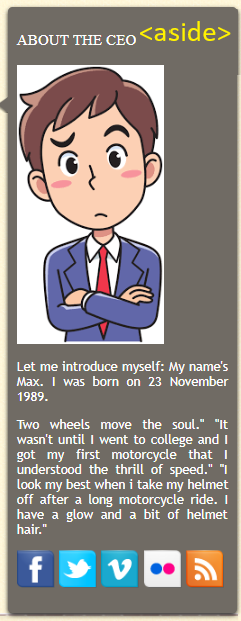 ABOUT THE CEO <aside>
Let me introduce myself: My name's
Max. I was born on 23 November
1989.
Two wheels move the soul." "It
wasn't until I went to college and I
got my first motorcycle that I
understood the thrill of speed." "I
look my best when i take my helmet
off after a long motorcycle ride. I
have a glow and a bit of helmet
hair."